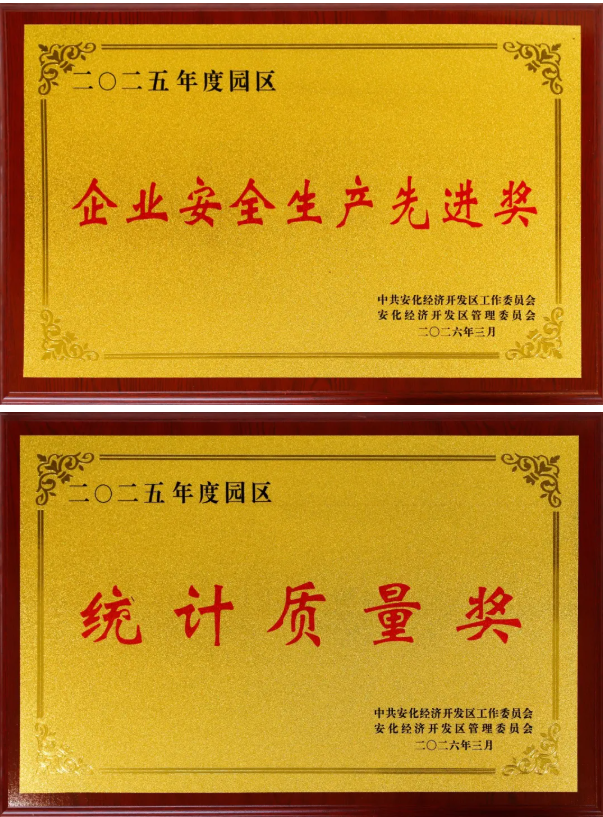 二〇二五年度园区
企业安全生产先进奖
中共安化经济开发区工作委员会
安化经济开发区管理委员会
二〇二六年三月
二〇二五年度园区
统计质量奖
中共安化经济开发区工作委员会
安化经济开发区管理委员会
二〇二六年三月